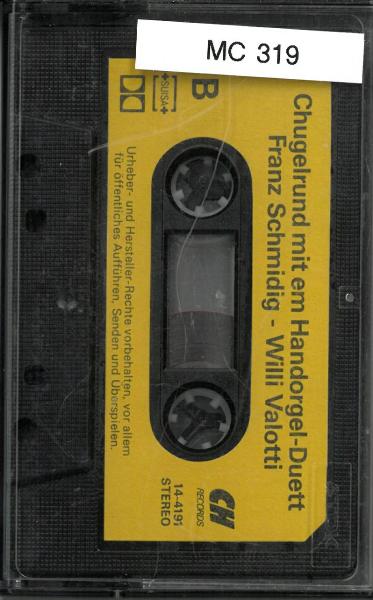 MC 319
Chugelrund mit em Handorgel-Duett
Franz Schmidig - Willi Valotti
B
SUISA
CH
RECORDS
14-4191
STEREO
Urheber- und Hersteller-Rechte vorbehalten, vor allem
für öffentliches Aufführen, Senden und Überspielen.